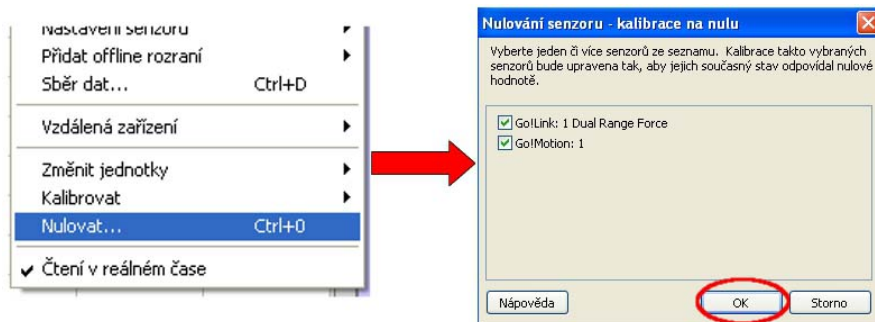 Nastavení senzorů
Přidat offline rozraní
Sběr dat... Ctrl+D
Vzdálená zařízení
Změnit jednotky
Kalibrovat
Nulovat... Ctrl+0
Čtení v reálném čase
Nulování senzoru - kalibrace na nulu
Vyberte jeden či více senzorů ze seznamu. Kalibrace takto vybraných
senzorů bude upravena tak, aby jejich současný stav odpovídal nulové
hodnotě.
Go!Link: 1 Dual Range Force
Go!Motion: 1
Nápověda OK Storno